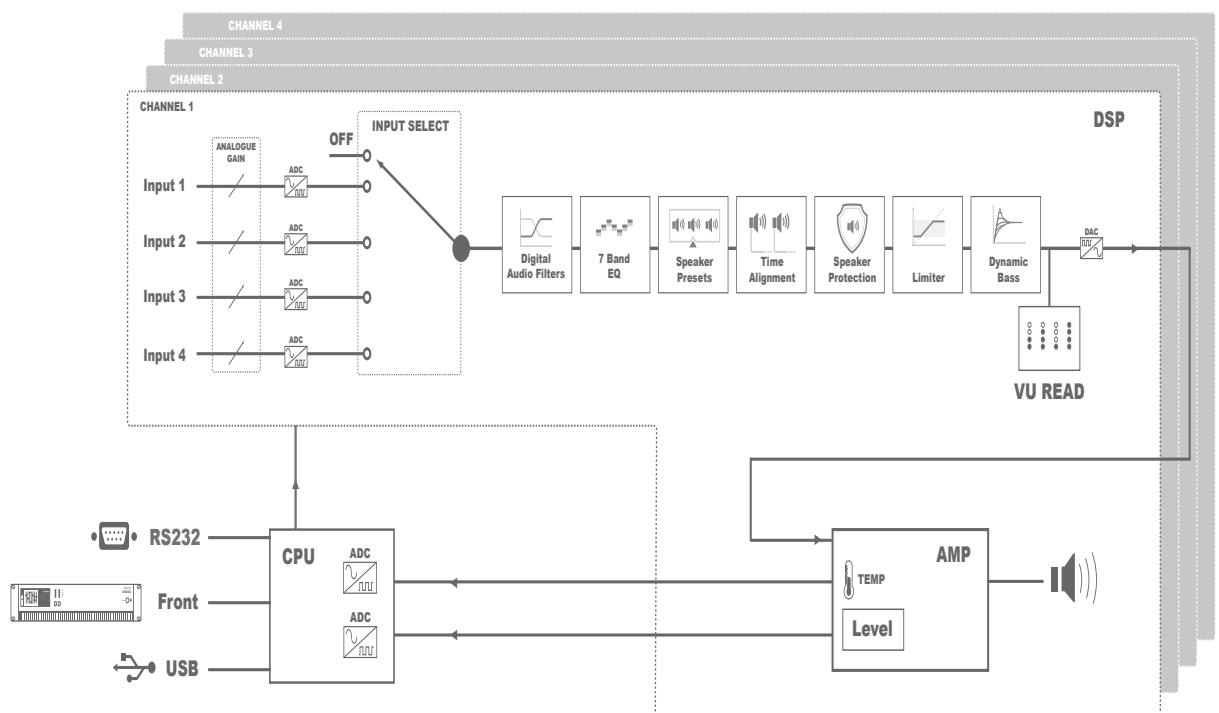 CHANNEL 4
CHANNEL 3
CHANNEL 2
CHANNEL 1
DSP
INPUT SELECT
OFF
ANALOGUE
GAIN
Input 1
ADC
Input 2
ADC
Input 3
ADC
Input 4
ADC
Digital
Audio Filters
7 Band
EQ
Speaker
Presets
Time
Alignment
Speaker
Protection
Limiter
Dynamic
Bass
DAC
VU READ
RS232
Front
USB
CPU
ADC
ADC
AMP
TEMP
Level